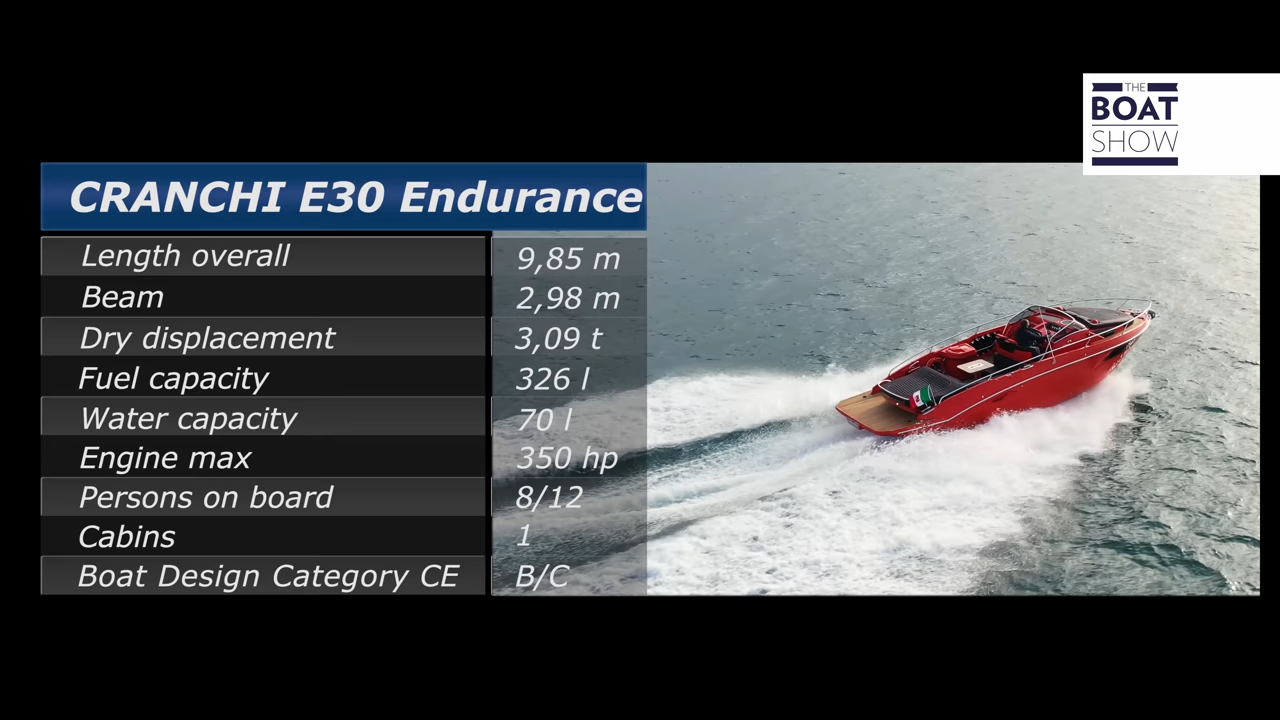 THE
BOAT
SHOW
CRANCHI E30 Endurance
Length overall 9,85 m
Beam 2,98 m
Dry displacement 3,09 t
Fuel capacity 326 l
Water capacity 70 l
Engine max 350 hp
Persons on board 8/12
Cabins 1
Boat Design Category CE B/C